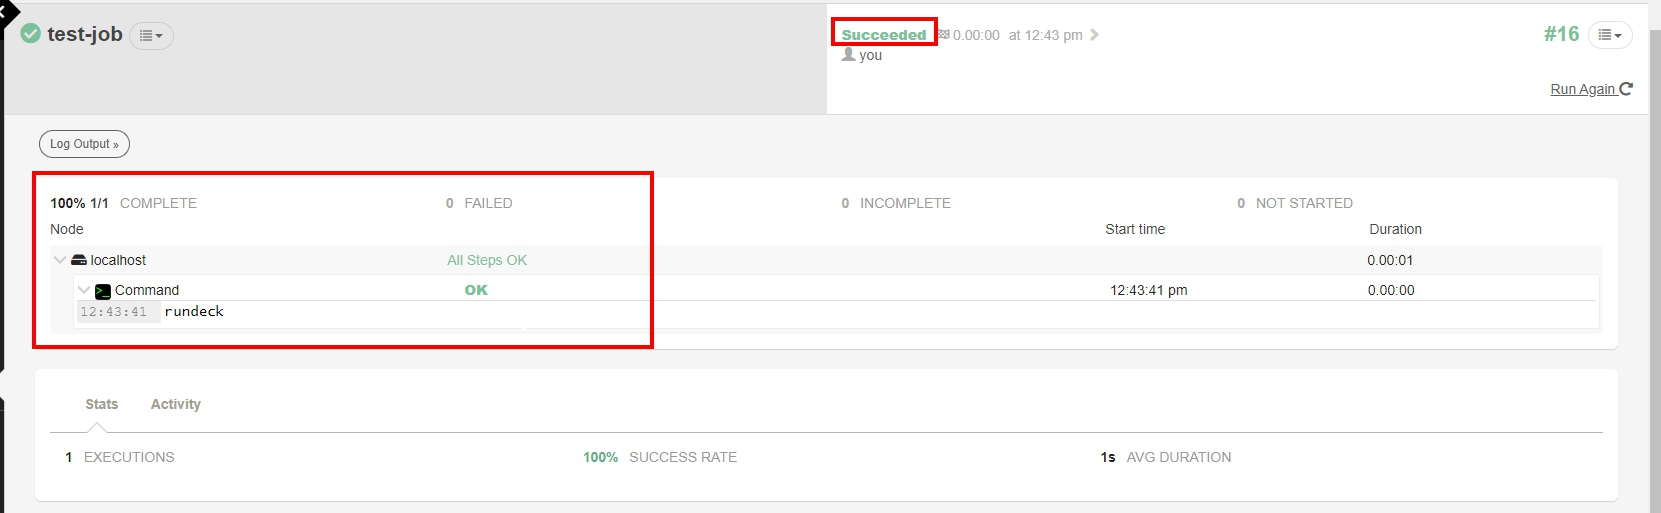 test-job
Succeeded 0.00:00 at 12:43 pm
#16
you
Run Again
Log Output »
100% 1/1 COMPLETE 0 FAILED 0 INCOMPLETE 0 NOT STARTED
Node Start time Duration
localhost All Steps OK 0.00:01
Command OK 12:43:41 pm 0.00:00
12:43:41 rundeck
Stats Activity
1 EXECUTIONS 100% SUCCESS RATE 1s AVG DURATION